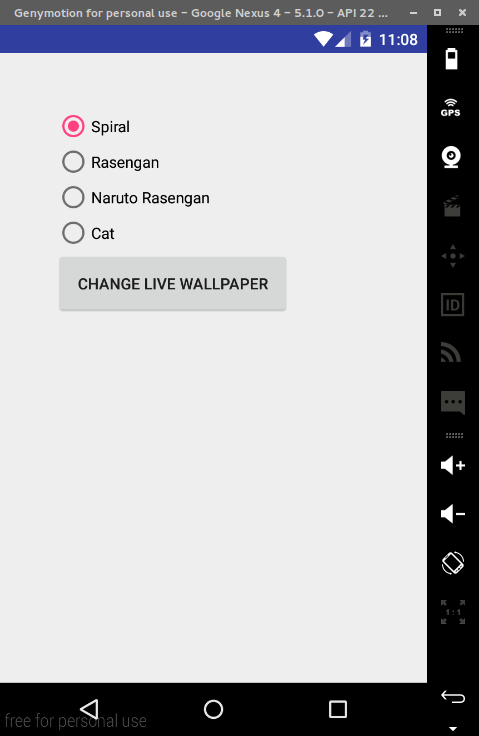 Genymotion for personal use – Google Nexus 4 – 5.1.0 – API 22 ...
11:08
GPS
Spiral
Rasengan
Naruto Rasengan
Cat
CHANGE LIVE WALLPAPER
ID
1:1
free for personal use